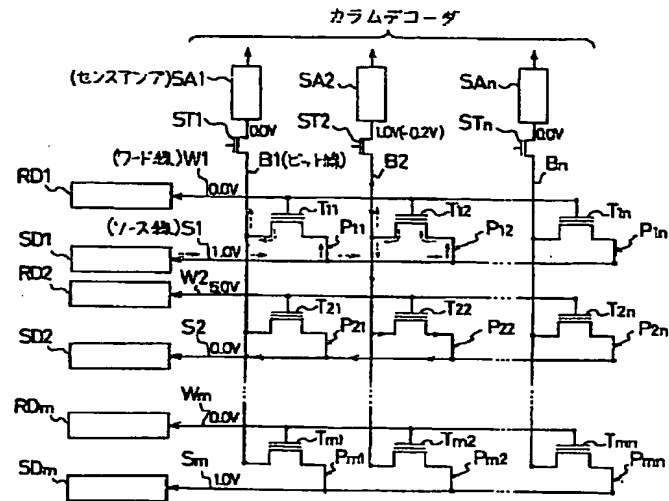 カラムデコーダ
(センスアンプ)SA1 SA2 SAn
ST1 0.0V ST2 1.0V(-0.2V) STn 0.0V
(ワード線)W1 B1(ビット線) B2 Bn
RD1 0.0V
T11 T12 T1n
(ソース線)S1 P11 P12 P1n
SD1 1.0V
RD2 W2 5.0V
T21 T22 T2n
S2 P21 P22 P2n
SD2 0.0V
Wm
RDm 0.0V
Tm1 Tm2 Tmn
Sm Pm1 Pm2 Pmn
SDm 1.0V